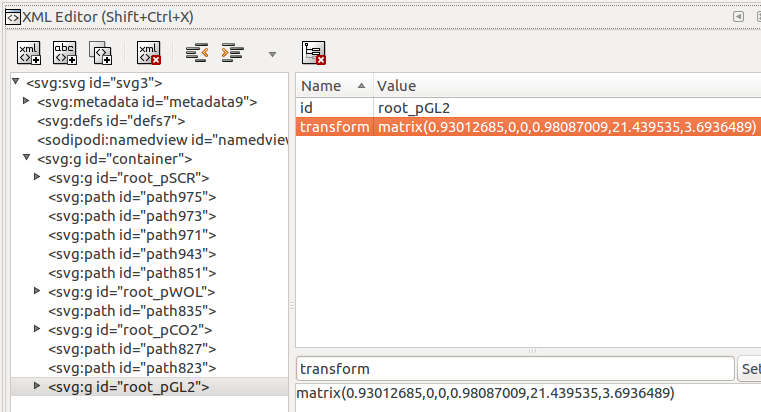 XML Editor (Shift+Ctrl+X)
xml abc xml
<svg:svg id="svg3">
<svg:metadata id="metadata9">
<svg:defs id="defs7">
<sodipodi:namedview id="namedview
<svg:g id="container">
<svg:g id="root_pSCR">
<svg:path id="path975">
<svg:path id="path973">
<svg:path id="path971">
<svg:path id="path943">
<svg:path id="path851">
<svg:g id="root_pWOL">
<svg:path id="path835">
<svg:g id="root_pCO2">
<svg:path id="path827">
<svg:path id="path823">
<svg:g id="root_pGL2">
Name Value
id root_pGL2
transform matrix(0.93012685,0,0,0.98087009,21.439535,3.6936489)
transform Set
matrix(0.93012685,0,0,0.98087009,21.439535,3.6936489)